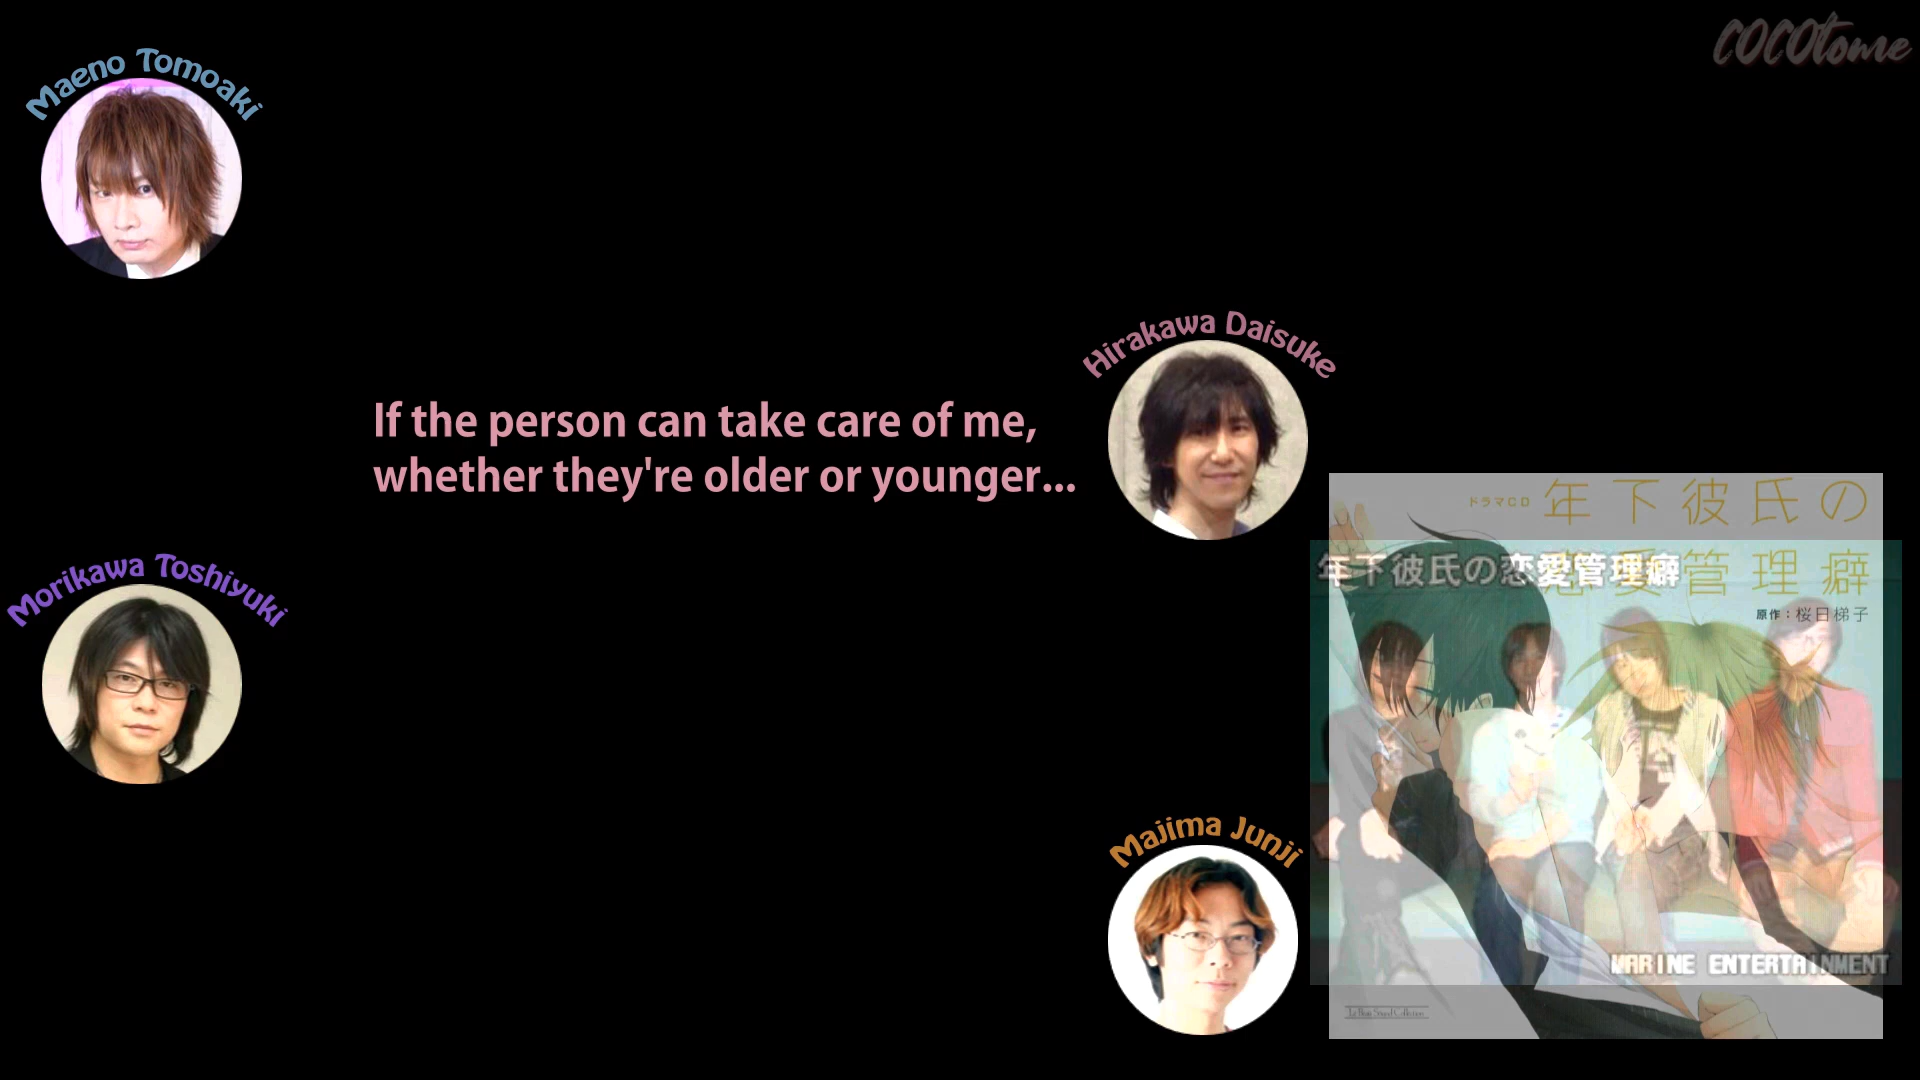 COCOtome
Maeno Tomoaki
Hirakawa Daisuke
If the person can take care of me,
whether they're older or younger...
Morikawa Toshiyuki
ドラマCD 年下彼氏の
恋愛管理癖
年下彼氏の恋愛管理癖
原作：桜日梯子
Majima Junji
MARINE ENTERTAINMENT